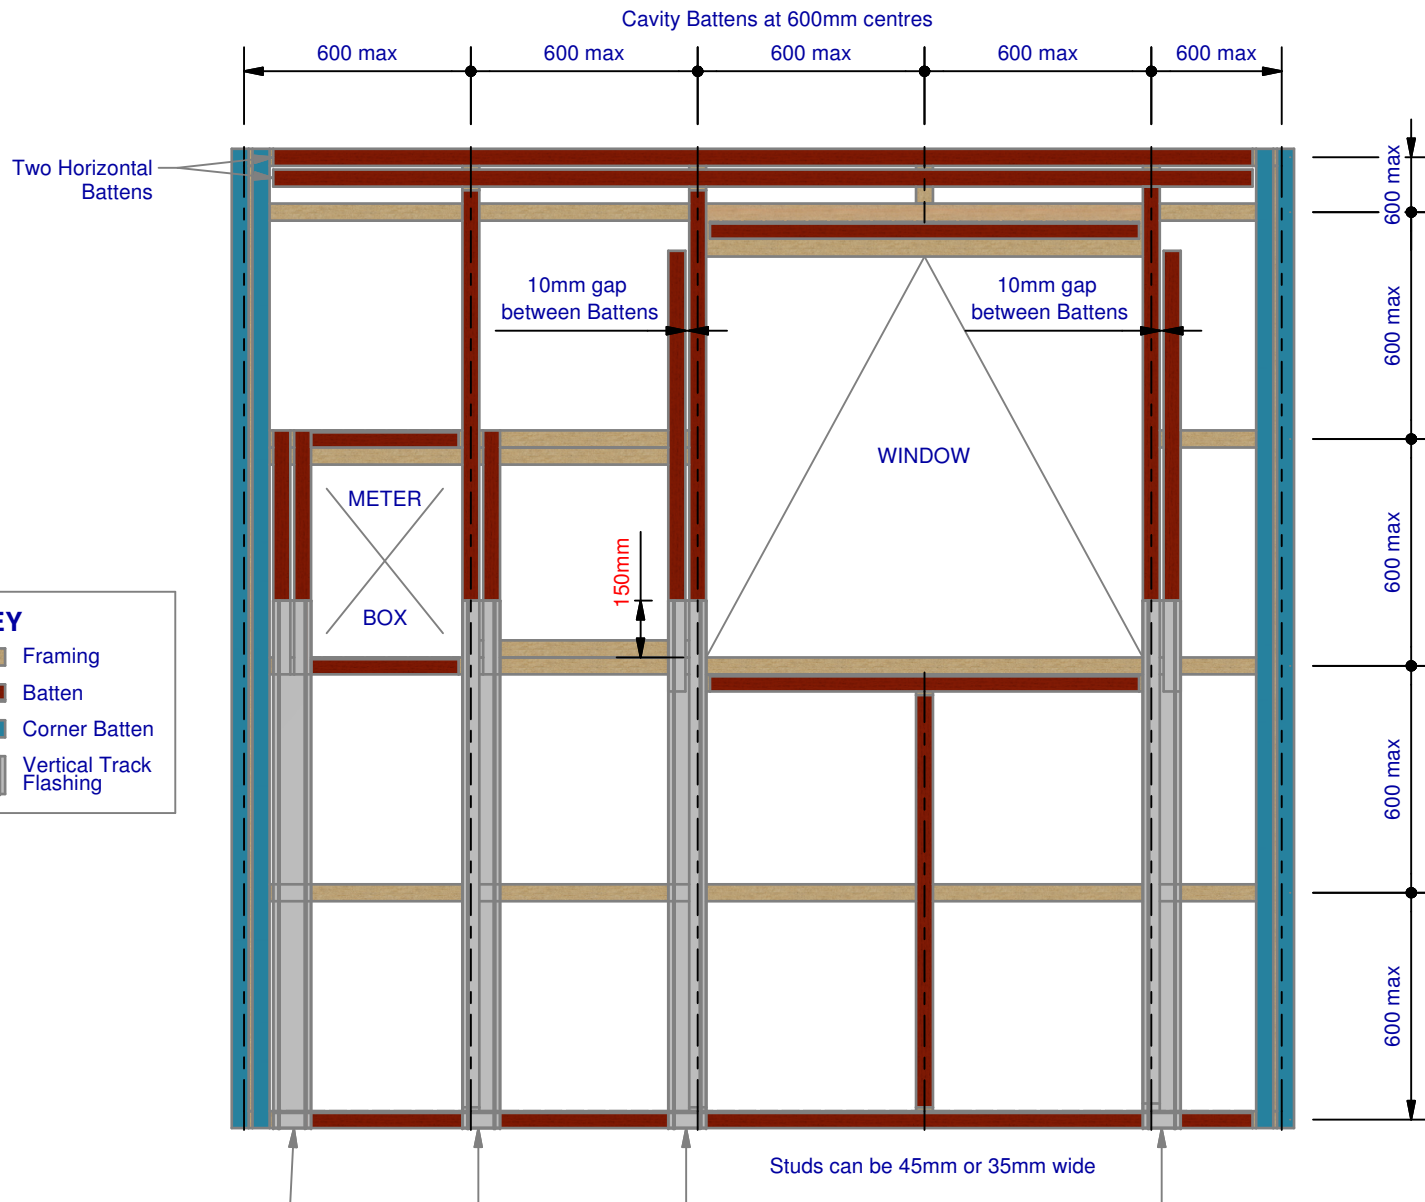 Cavity Battens at 600mm centres
600 max
600 max
600 max
600 max
600 max
Two Horizontal
Battens
600 max
10mm gap
between Battens
10mm gap
between Battens
600 max
WINDOW
METER
BOX
150mm
600 max
EY
Framing
Batten
Corner Batten
Vertical Track
Flashing
600 max
600 max
Studs can be 45mm or 35mm wide